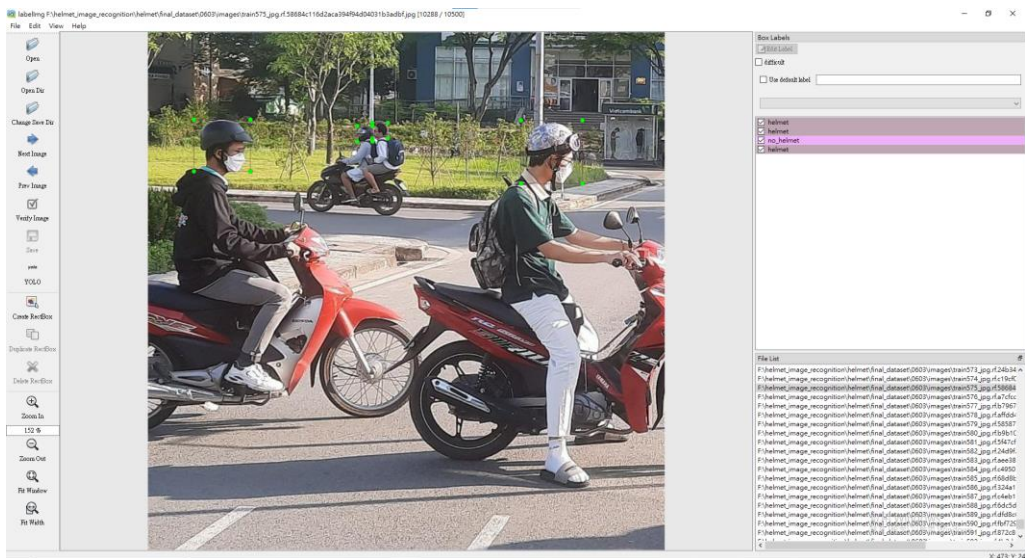 labelImg F:\helmet_image_recognition\helmet\final_dataset\0603\images\train575_jpg.rf.58684c116d2aca394f94d04031b3adbf.jpg [10288 / 10500]
File Edit View Help
Open
Open Dir
Change Save Dir
Next Image
Prev Image
Verify Image
Save
YOLO
Create RectBox
Duplicate RectBox
Delete RectBox
Zoom In
152 %
Zoom Out
Fit Window
Fit Width
Vietcombank
HONDA
YAMAHA
Box Labels
Edit Label
difficult
Use default label
helmet
helmet
no_helmet
helmet
File List
F:\helmet_image_recognition\helmet\final_dataset\0603\images\train573_jpg.rf.24b34
F:\helmet_image_recognition\helmet\final_dataset\0603\images\train574_jpg.rf.c19cf0
F:\helmet_image_recognition\helmet\final_dataset\0603\images\train575_jpg.rf.58684
F:\helmet_image_recognition\helmet\final_dataset\0603\images\train576_jpg.rf.a7cfcc
F:\helmet_image_recognition\helmet\final_dataset\0603\images\train577_jpg.rf.b7967
F:\helmet_image_recognition\helmet\final_dataset\0603\images\train578_jpg.rf.affdd
F:\helmet_image_recognition\helmet\final_dataset\0603\images\train579_jpg.rf.58587
F:\helmet_image_recognition\helmet\final_dataset\0603\images\train580_jpg.rf.b9b1
F:\helmet_image_recognition\helmet\final_dataset\0603\images\train581_jpg.rf.5f47cf
F:\helmet_image_recognition\helmet\final_dataset\0603\images\train582_jpg.rf.24d9f
F:\helmet_image_recognition\helmet\final_dataset\0603\images\train583_jpg.rf.aee38
F:\helmet_image_recognition\helmet\final_dataset\0603\images\train584_jpg.rf.c4950
F:\helmet_image_recognition\helmet\final_dataset\0603\images\train585_jpg.rf.68d8b
F:\helmet_image_recognition\helmet\final_dataset\0603\images\train586_jpg.rf.324a1
F:\helmet_image_recognition\helmet\final_dataset\0603\images\train587_jpg.rf.c4eb1
F:\helmet_image_recognition\helmet\final_dataset\0603\images\train588_jpg.rf.6dc5d
F:\helmet_image_recognition\helmet\final_dataset\0603\images\train589_jpg.rf.dfd8c
F:\helmet_image_recognition\helmet\final_dataset\0603\images\train590_jpg.rf.fbf729
F:\helmet_image_recognition\helmet\final_dataset\0603\images\train591_jpg.rf.872c8